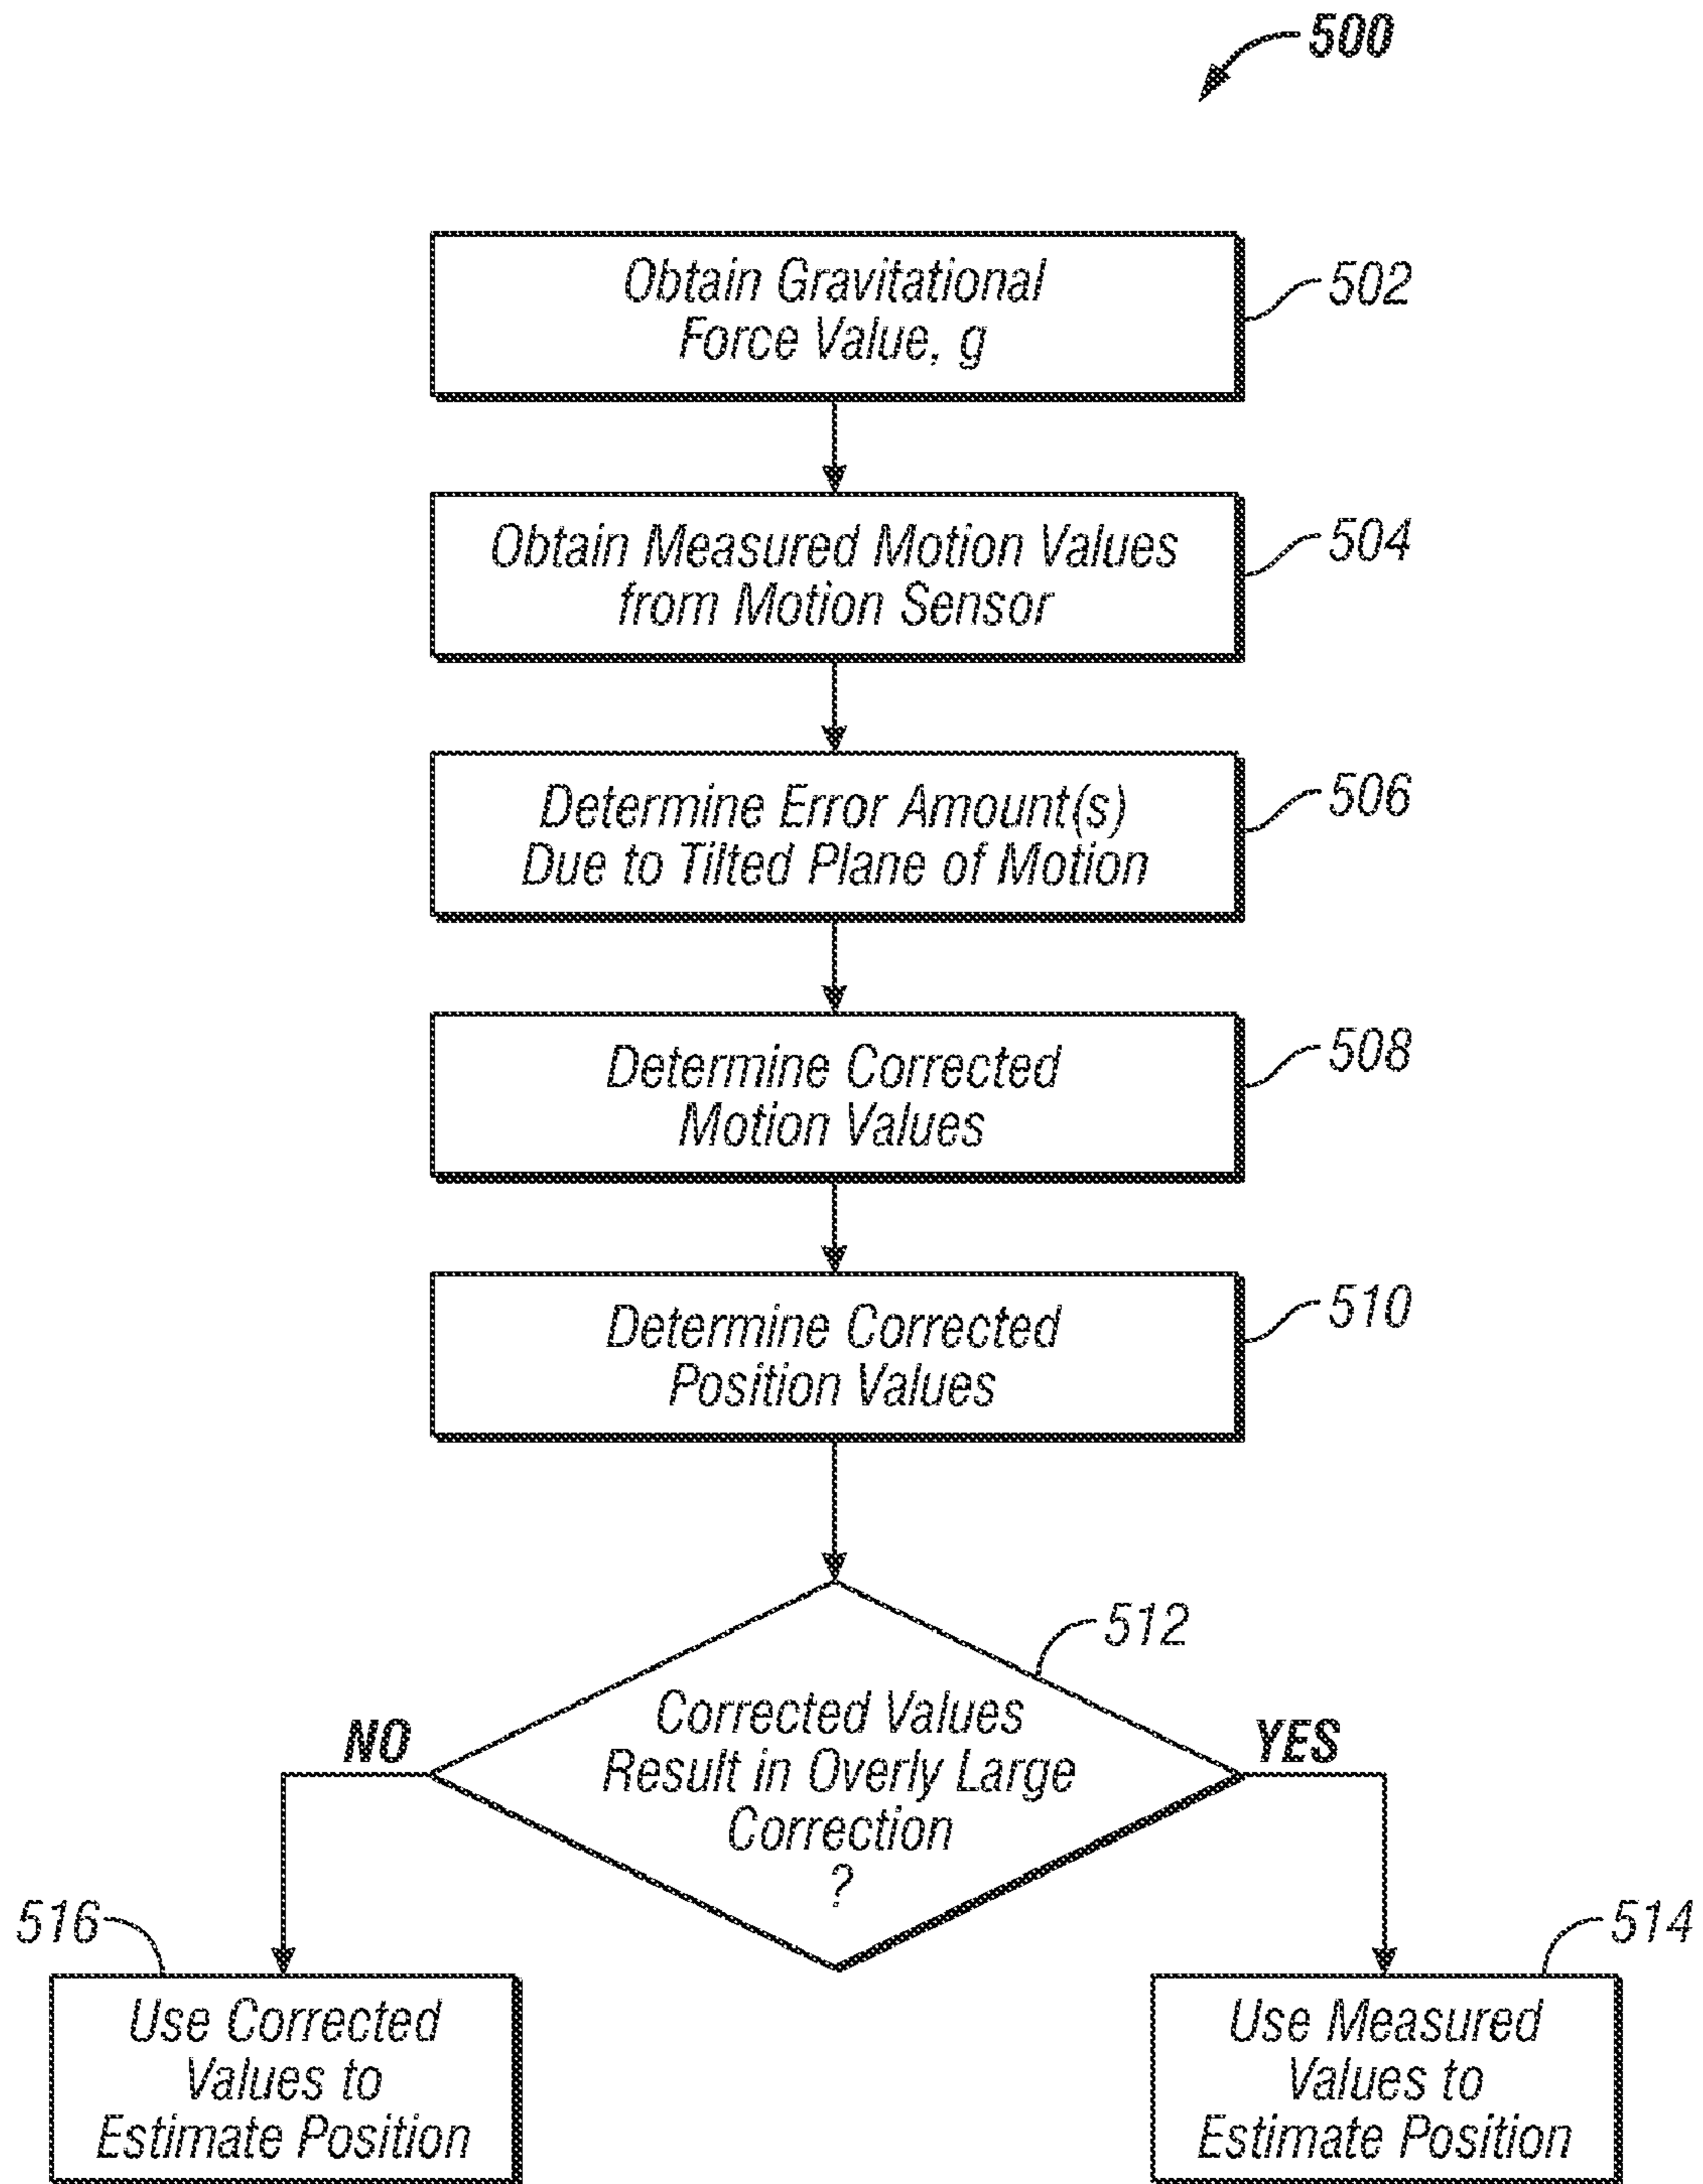 500
Obtain Gravitational
Force Value, g
502
Obtain Measured Motion Values
from Motion Sensor
504
Determine Error Amount(s)
Due to Tilted Plane of Motion
506
Determine Corrected
Motion Values
508
Determine Corrected
Position Values
510
512
Corrected Values
Result in Overly Large
Correction
?
NO
YES
516
Use Corrected
Values to
Estimate Position
514
Use Measured
Values to
Estimate Position